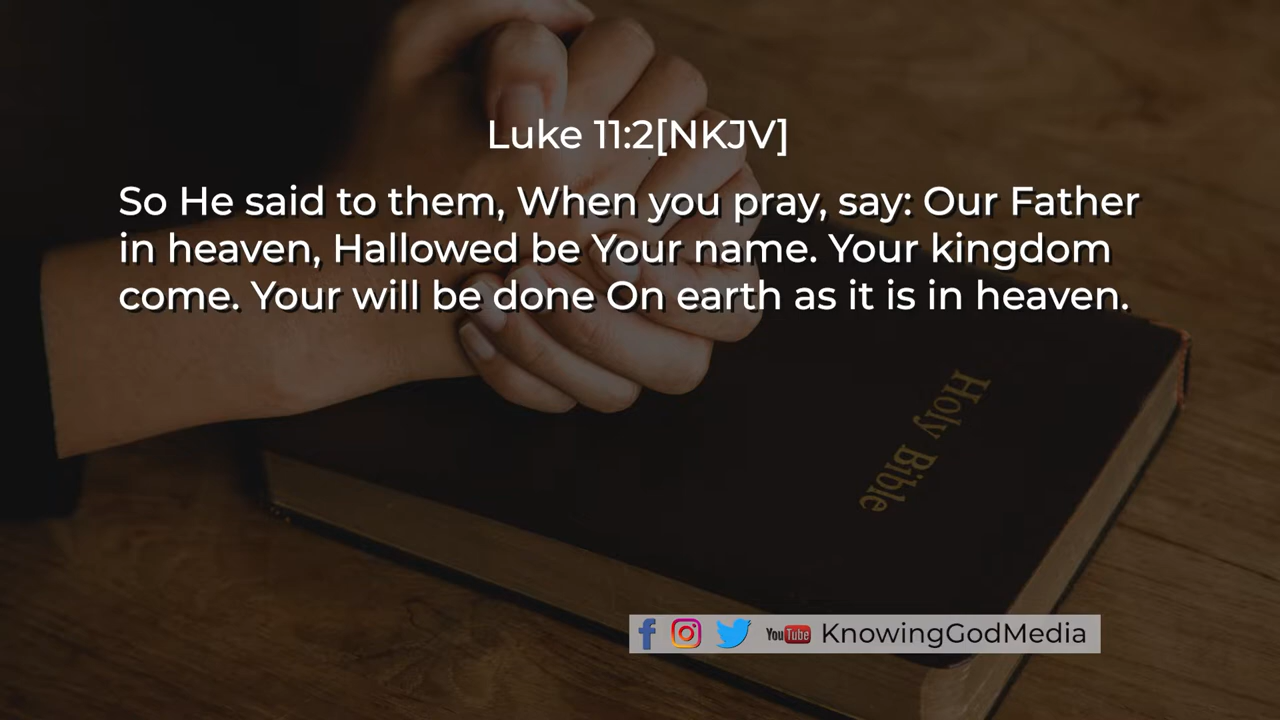 Luke 11:2[NKJV]
So He said to them, When you pray, say: Our Father
in heaven, Hallowed be Your name. Your kingdom
come. Your will be done On earth as it is in heaven.
Holy Bible
f You Tube KnowingGodMedia